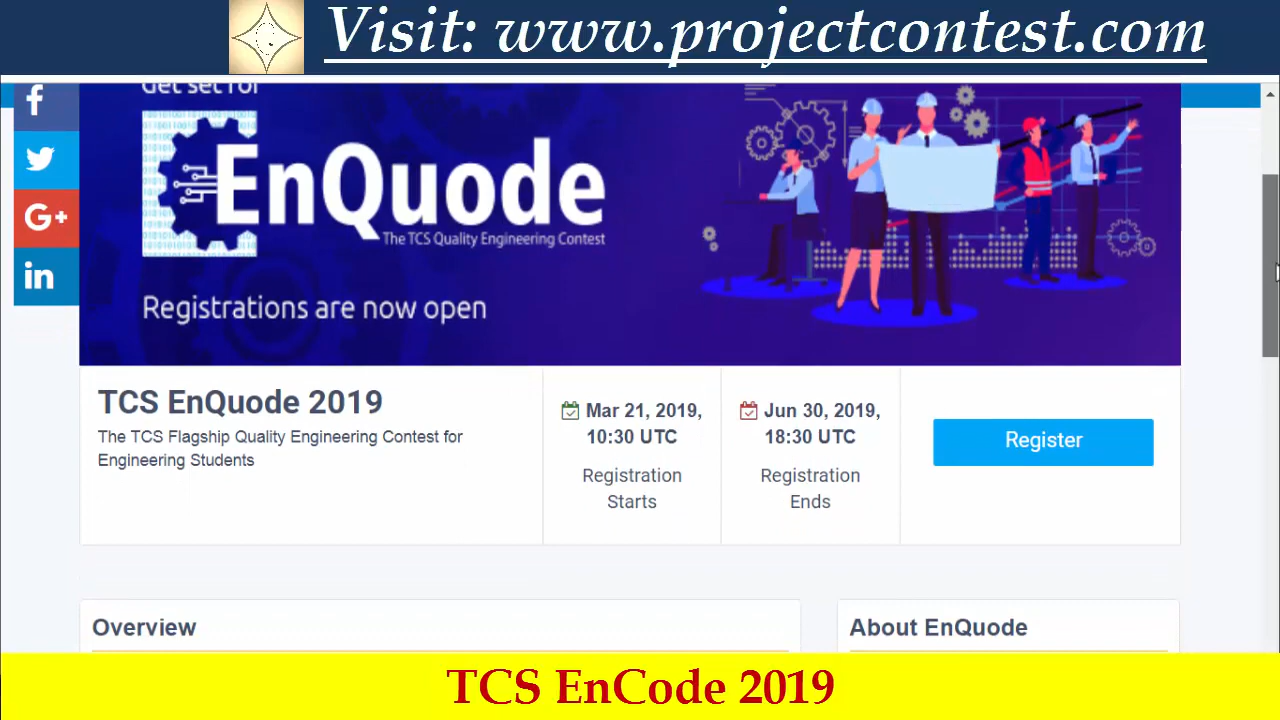 Visit: www.projectcontest.com
Get set for
EnQuode
The TCS Quality Engineering Contest
Registrations are now open
TCS EnQuode 2019
The TCS Flagship Quality Engineering Contest for
Engineering Students
Mar 21, 2019,
10:30 UTC
Registration
Starts
Jun 30, 2019,
18:30 UTC
Registration
Ends
Register
Overview
About EnQuode
TCS EnCode 2019